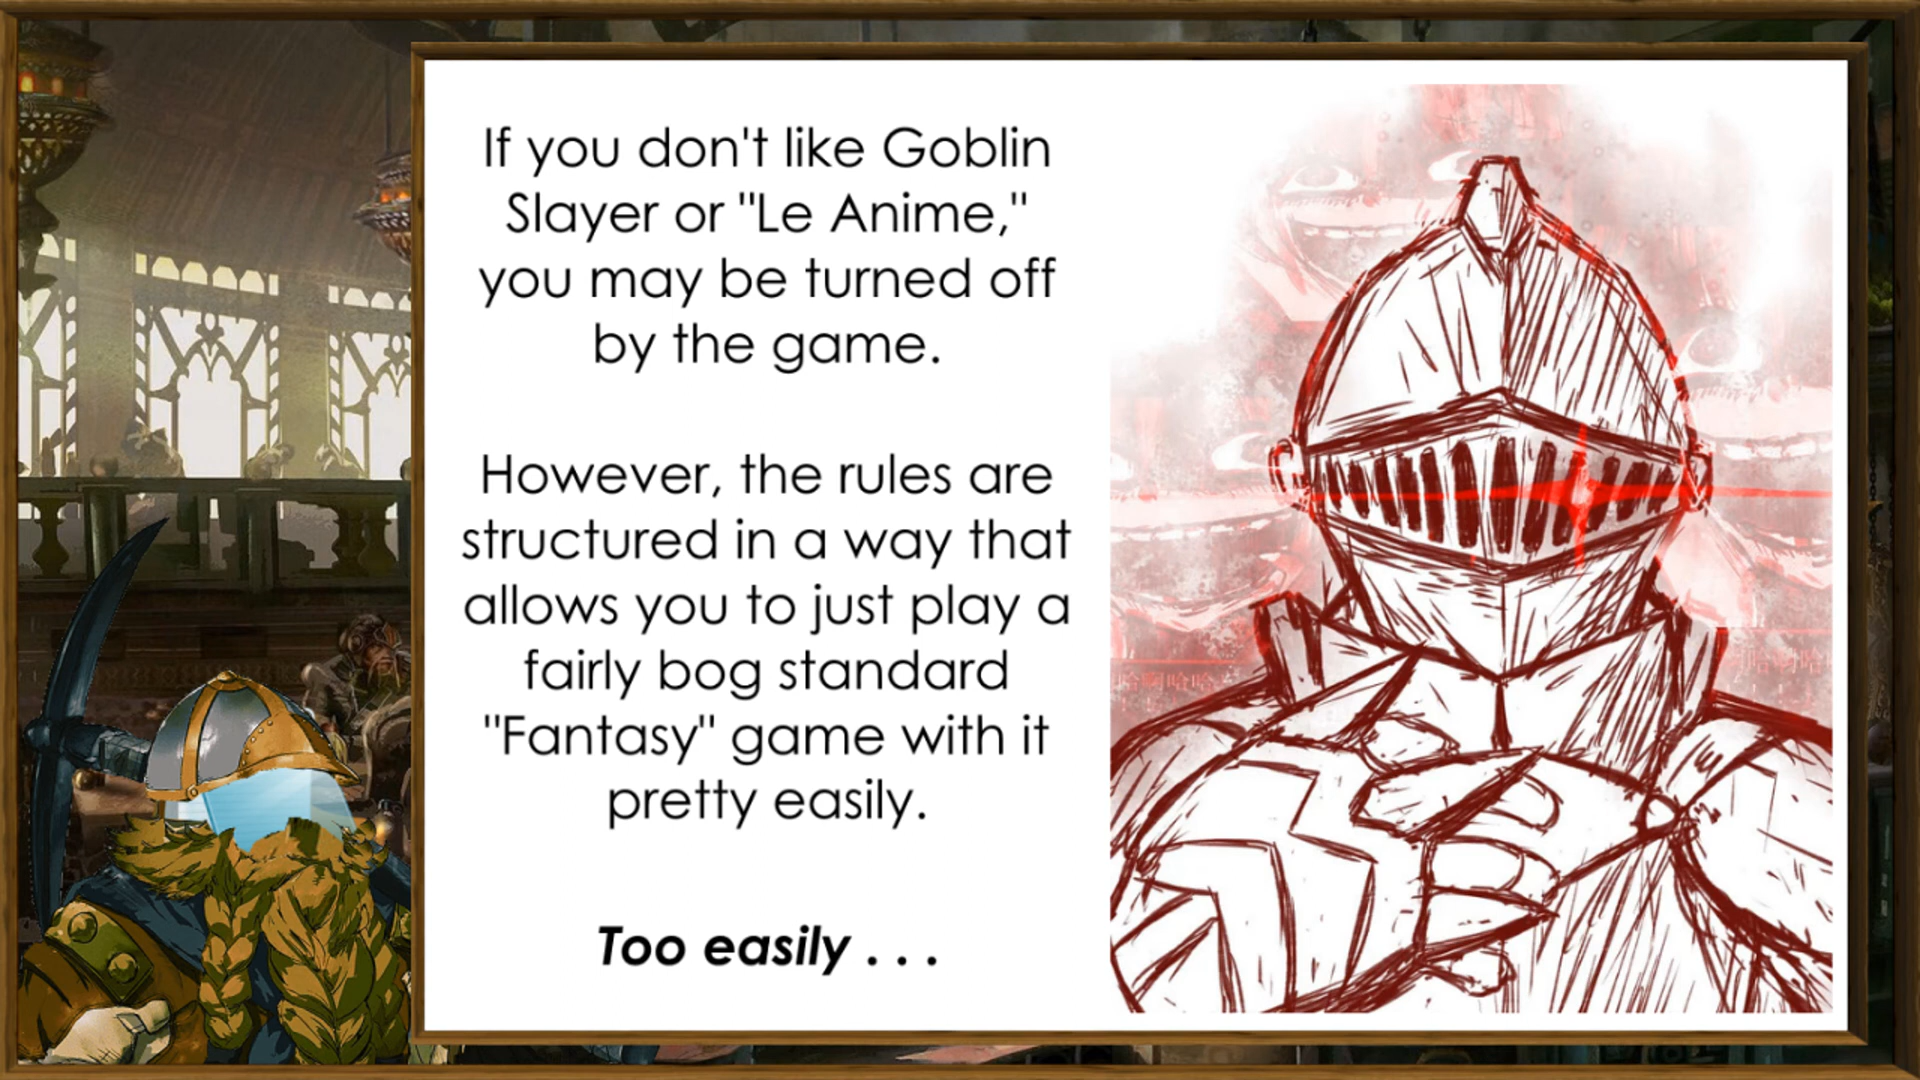 If you don't like Goblin
Slayer or "Le Anime,"
you may be turned off
by the game.
However, the rules are
structured in a way that
allows you to just play a
fairly bog standard
"Fantasy" game with it
pretty easily.
Too easily . . .